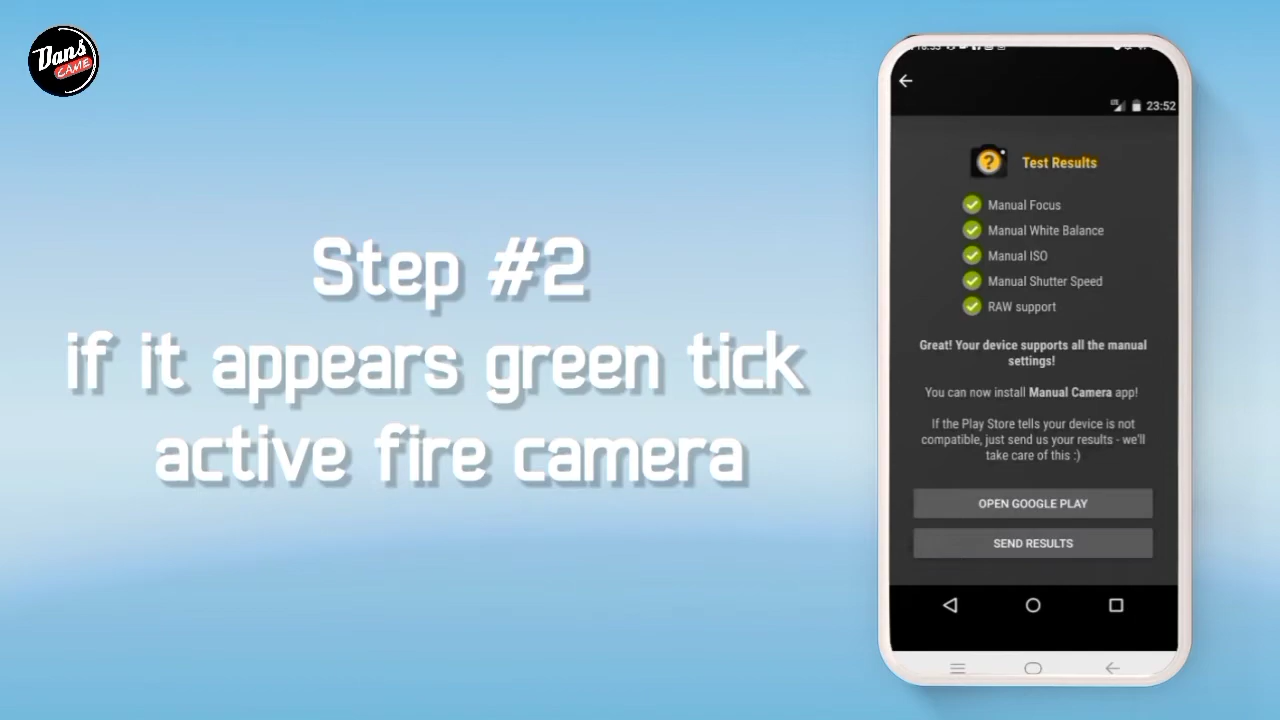 Dans
CAME
Step #2
if it appears green tick
active fire camera
23:52
Test Results
Manual Focus
Manual White Balance
Manual ISO
Manual Shutter Speed
RAW support
Great! Your device supports all the manual
settings!
You can now install Manual Camera app!
If the Play Store tells your device is not
compatible, just send us your results - we'll
take care of this :)
OPEN GOOGLE PLAY
SEND RESULTS